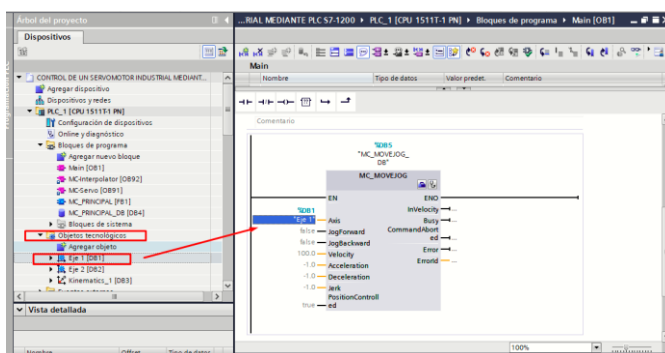 Árbol del proyecto
...RIAL MEDIANTE PLC S7-1200 ▸ PLC_1 [CPU 1511T-1 PN] ▸ Bloques de programa ▸ Main [OB1]
Dispositivos
Main
Nombre Tipo de datos Valor predet. Comentario
CONTROL DE UN SERVOMOTOR INDUSTRIAL MEDIANT...
Agregar dispositivo
Dispositivos y redes
PLC_1 [CPU 1511T-1 PN]
Configuración de dispositivos
Online y diagnóstico
Bloques de programa
Agregar nuevo bloque
Main [OB1]
MC-Interpolator [OB92]
MC-Servo [OB91]
MC_PRINCIPAL [FB1]
MC_PRINCIPAL_DB [DB4]
Bloques de sistema
Objetos tecnológicos
Agregar objeto
Eje 1 [DB1]
Eje 2 [DB2]
Kinematics_1 [DB3]
Vista detallada
Nombre Offset Tipo de datos
Comentario
%DB5
"MC_MOVEJOG_
DB"
MC_MOVEJOG
EN ENO
%DB1
"Eje 1" Axis
false JogForward
false JogBackward
100.0 Velocity
-1.0 Acceleration
-1.0 Deceleration
-1.0 Jerk
PositionControll
true ed
InVelocity ...
Busy ...
CommandAbort
ed ...
Error ...
ErrorId ...
100%